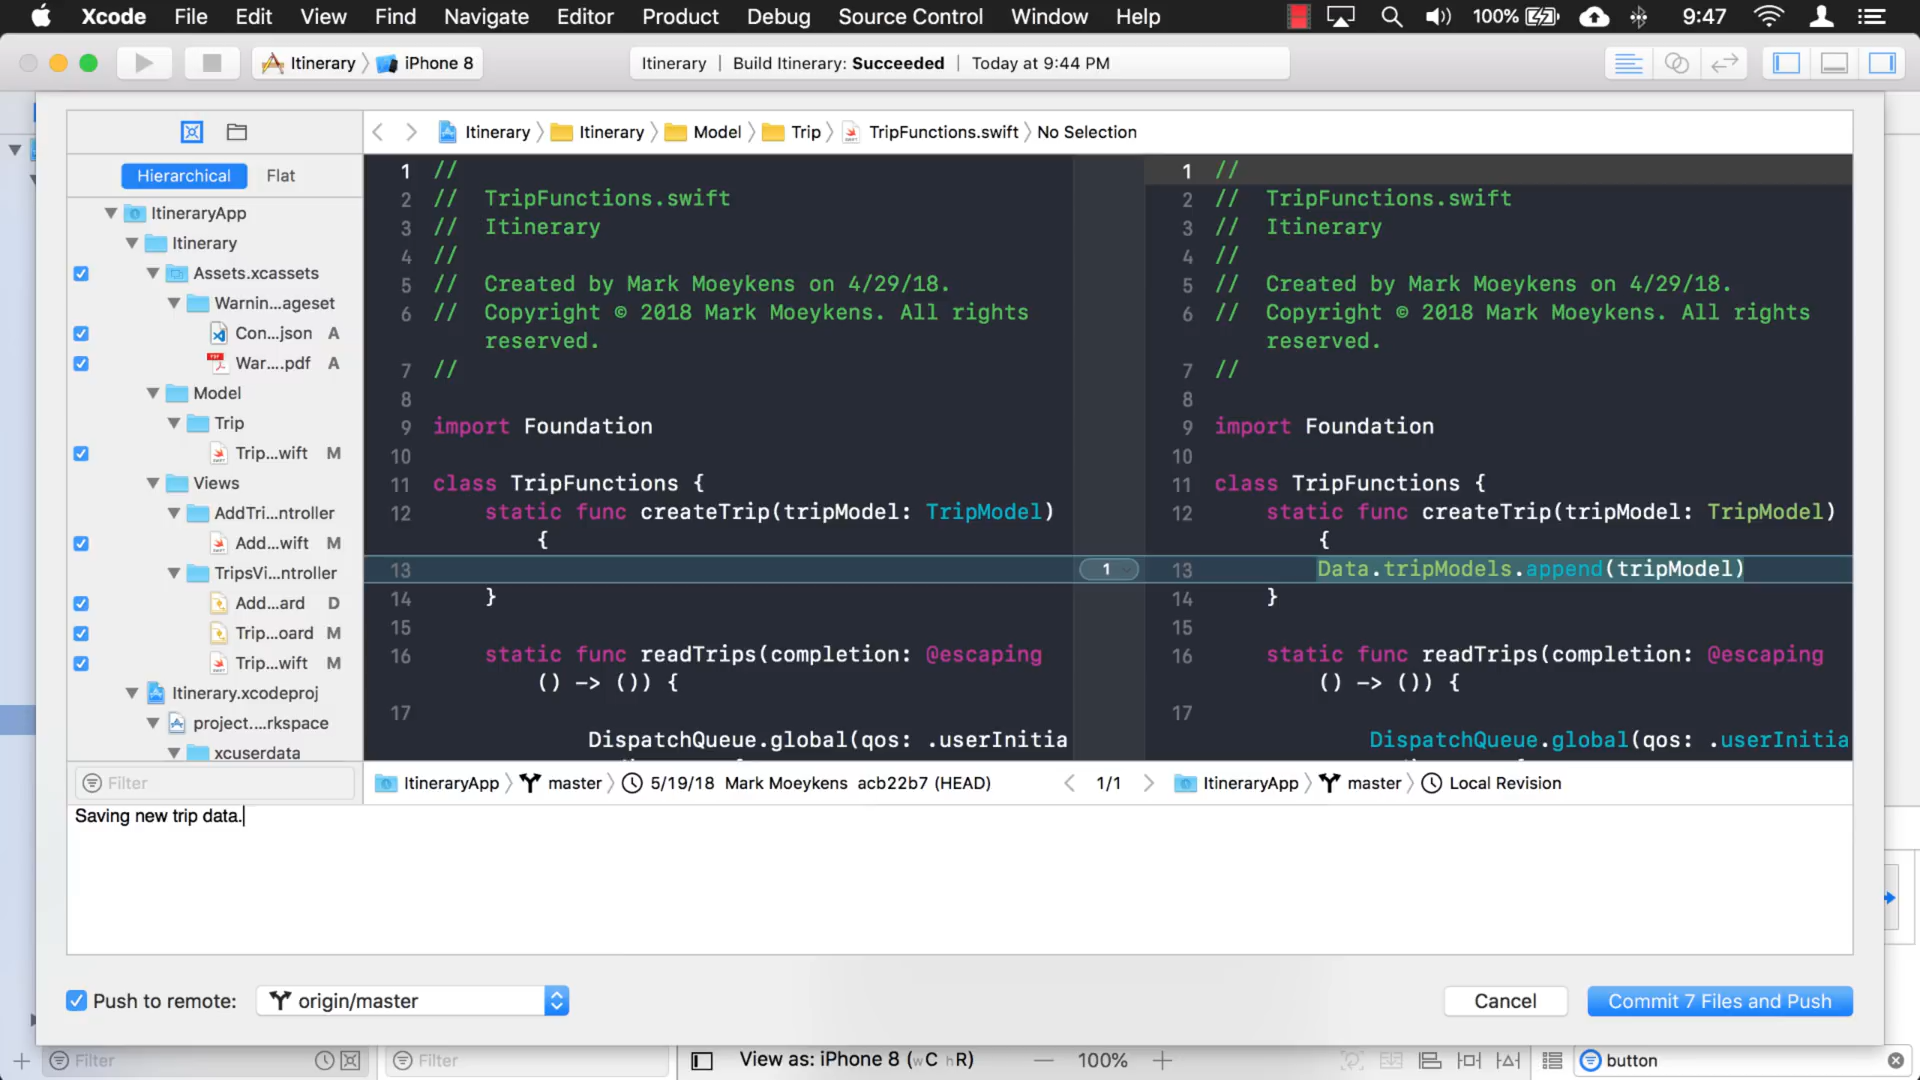 Xcode File Edit View Find Navigate Editor Product Debug Source Control Window Help 100% 9:47
Itinerary iPhone 8
Itinerary | Build Itinerary: Succeeded | Today at 9:44 PM
Itinerary Itinerary Model Trip TripFunctions.swift No Selection
Hierarchical Flat
ItineraryApp
Itinerary
Assets.xcassets
Warnin...ageset
Con...json A
War....pdf A
Model
Trip
Trip...wift M
Views
AddTri...ntroller
Add...wift M
TripsVi...ntroller
Add...ard D
Trip...oard M
Trip...wift M
Itinerary.xcodeproj
project....rkspace
xcuserdata
Filter
1 //
2 // TripFunctions.swift
3 // Itinerary
4 //
5 // Created by Mark Moeykens on 4/29/18.
6 // Copyright © 2018 Mark Moeykens. All rights
reserved.
7 //
8
9 import Foundation
10
11 class TripFunctions {
12 static func createTrip(tripModel: TripModel)
{
13
14 }
15
16 static func readTrips(completion: @escaping
() -> ()) {
17
DispatchQueue.global(qos: .userInitia
1
1 //
2 // TripFunctions.swift
3 // Itinerary
4 //
5 // Created by Mark Moeykens on 4/29/18.
6 // Copyright © 2018 Mark Moeykens. All rights
reserved.
7 //
8
9 import Foundation
10
11 class TripFunctions {
12 static func createTrip(tripModel: TripModel)
{
13 Data.tripModels.append(tripModel)
14 }
15
16 static func readTrips(completion: @escaping
() -> ()) {
17
DispatchQueue.global(qos: .userInitia
ItineraryApp master 5/19/18 Mark Moeykens acb22b7 (HEAD) 1/1 ItineraryApp master Local Revision
Saving new trip data.
Push to remote: origin/master Cancel Commit 7 Files and Push
Filter Filter View as: iPhone 8 (wC hR) 100% button